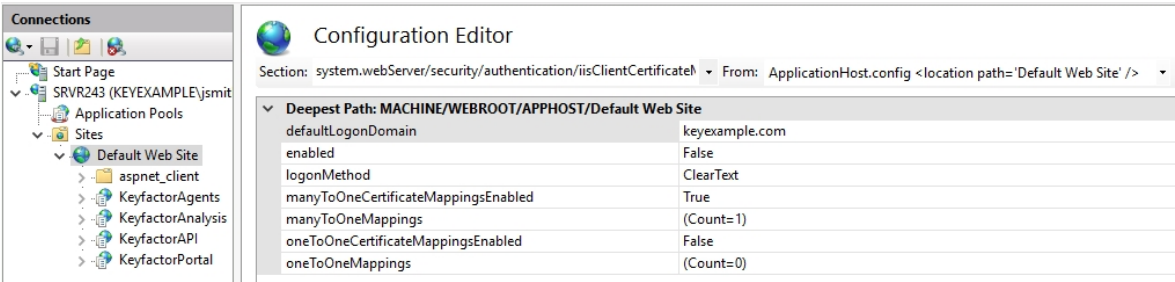 Connections
Start Page
SRVR243 (KEYEXAMPLE\jsmit
Application Pools
Sites
Default Web Site
aspnet_client
KeyfactorAgents
KeyfactorAnalysis
KeyfactorAPI
KeyfactorPortal
Configuration Editor
Section: system.webServer/security/authentication/iisClientCertificateM From: ApplicationHost.config <location path='Default Web Site' />
Deepest Path: MACHINE/WEBROOT/APPHOST/Default Web Site
defaultLogonDomain keyexample.com
enabled False
logonMethod ClearText
manyToOneCertificateMappingsEnabled True
manyToOneMappings (Count=1)
oneToOneCertificateMappingsEnabled False
oneToOneMappings (Count=0)